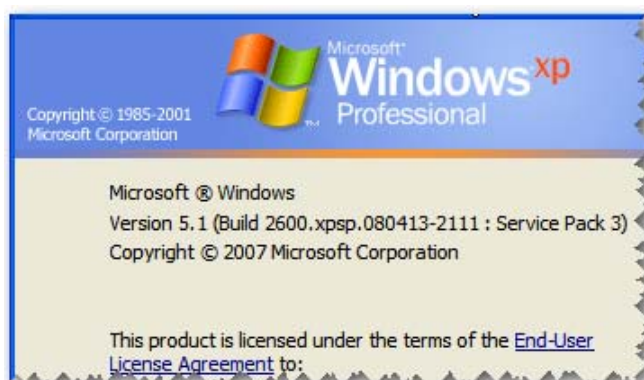 Microsoft®
Windows xp
Professional
Copyright © 1985-2001
Microsoft Corporation
TM
Microsoft ® Windows
Version 5.1 (Build 2600.xpsp.080413-2111 : Service Pack 3)
Copyright © 2007 Microsoft Corporation
This product is licensed under the terms of the End-User
License Agreement to: